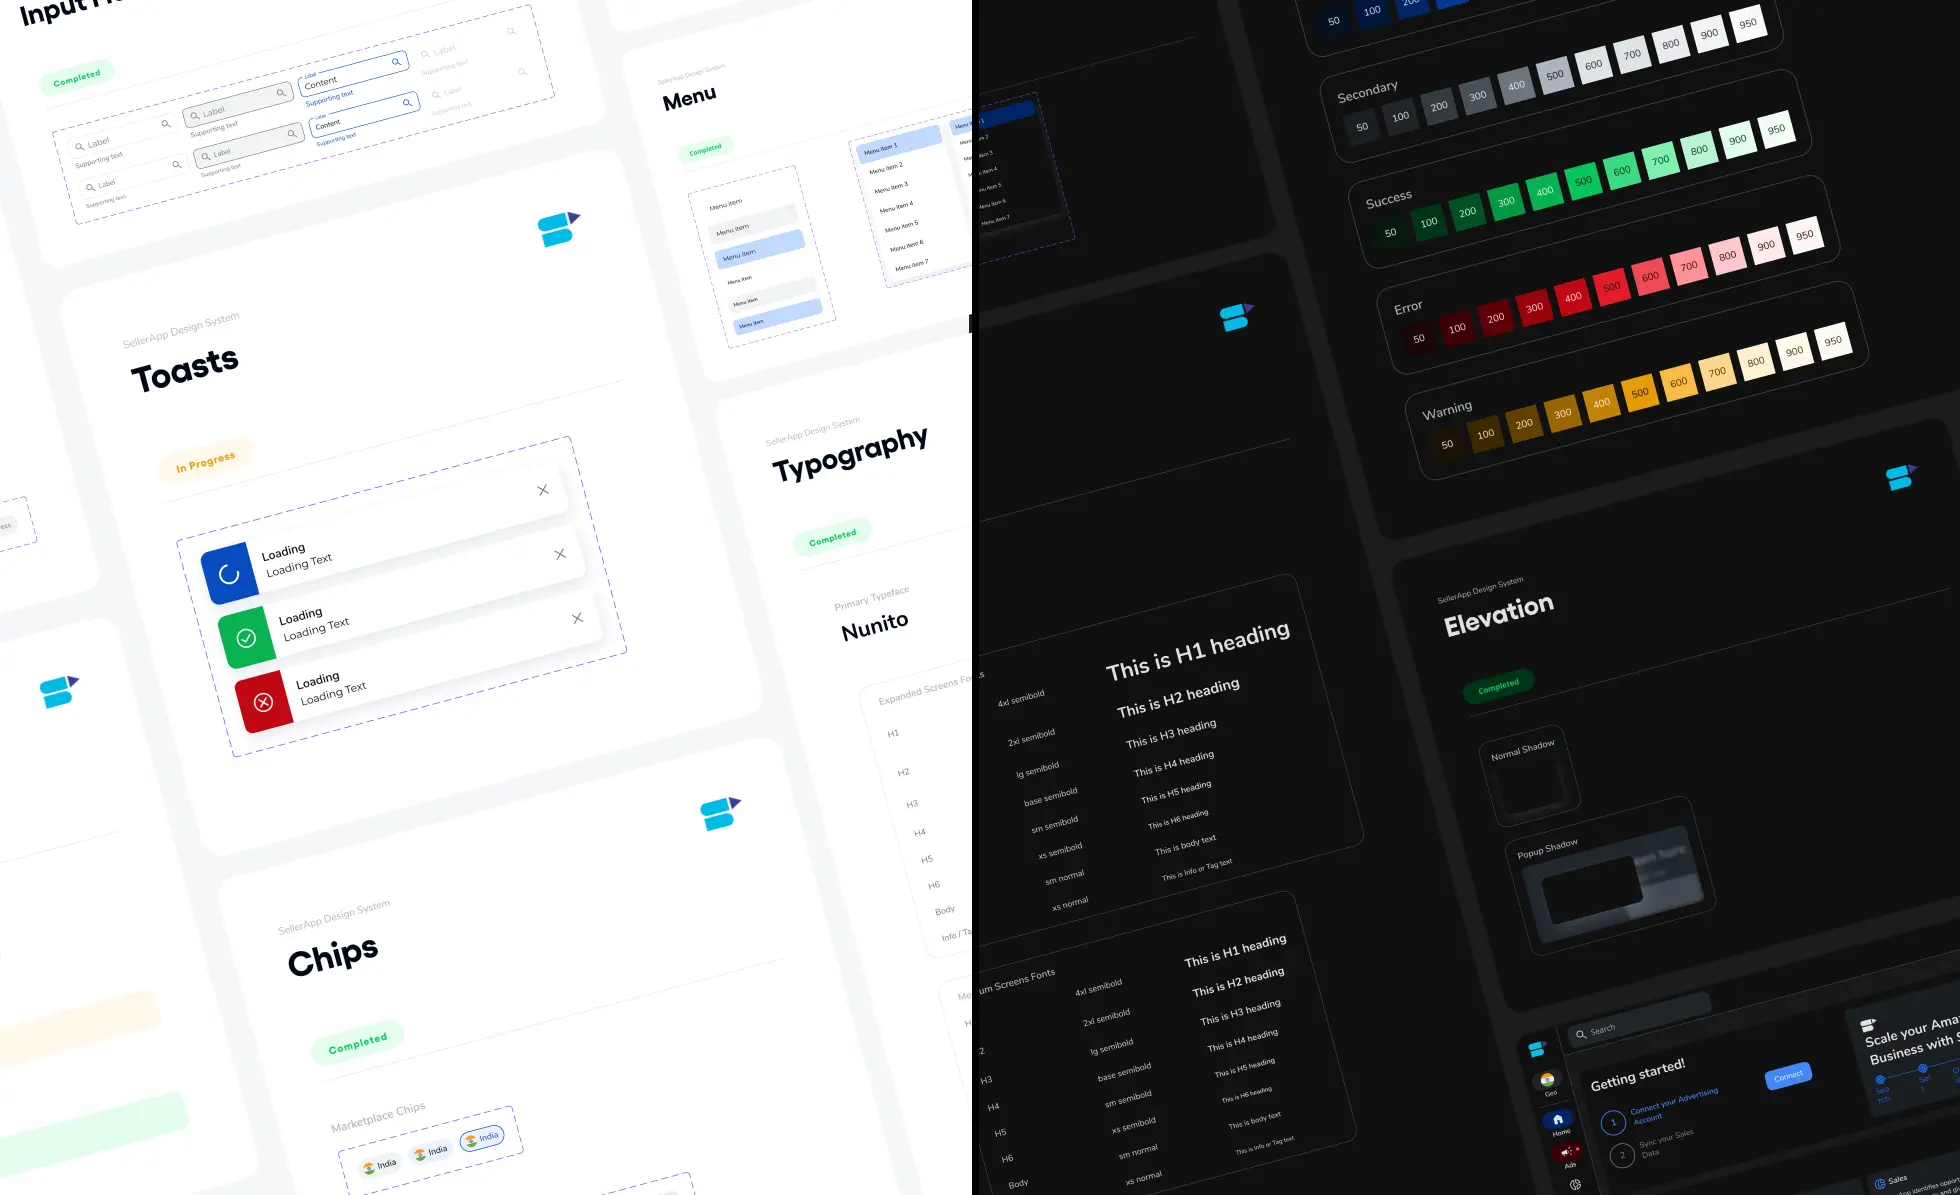 Completed
Label
Supporting text
Label
Supporting text
Label
Content
Supporting text
Label
Supporting text
Label
Supporting text
Label
Supporting text
Label
Content
Supporting text
Label
Supporting text
SellerApp Design System
Menu
Completed
Menu item
Menu item
Menu item
Menu item
Menu item
Menu item
Menu item 1
Menu item 2
Menu item 3
Menu item 4
Menu item 5
Menu item 6
Menu item 7
SellerApp Design System
Toasts
In Progress
Loading
Loading Text
Loading
Loading Text
Loading
Loading Text
SellerApp Design System
Typography
Completed
Primary Typeface
Nunito
Expanded Screens
H1
H2
H3
H4
H5
H6
Body
SellerApp Design System
Chips
Completed
Marketplace Chips
India
India
India
50
100
Secondary
50
100
200
300
400
500
600
700
800
900
950
Success
50
100
200
300
400
500
600
700
800
900
950
Error
50
100
200
300
400
500
600
700
800
900
950
Warning
50
100
200
300
400
500
600
700
800
900
950
4xl semibold
This is H1 heading
2xl semibold
This is H2 heading
lg semibold
This is H3 heading
base semibold
This is H4 heading
sm semibold
This is H5 heading
xs semibold
This is H6 heading
sm normal
This is body text
xs normal
This is Info or Tag text
Screens Fonts
4xl semibold
This is H1 heading
2xl semibold
This is H2 heading
H3
lg semibold
This is H3 heading
H4
base semibold
This is H4 heading
H5
sm semibold
This is H5 heading
H6
xs semibold
This is H6 heading
Body
sm normal
This is body text
xs normal
This is Info or Tag text
SellerApp Design System
Elevation
Completed
Normal Shadow
Popup Shadow
Search
Geo
Home
Ads
Getting started!
Connect
1
Connect your Advertising
Account
2
Sync your Sales
Data
Scale your
Business with
Sales